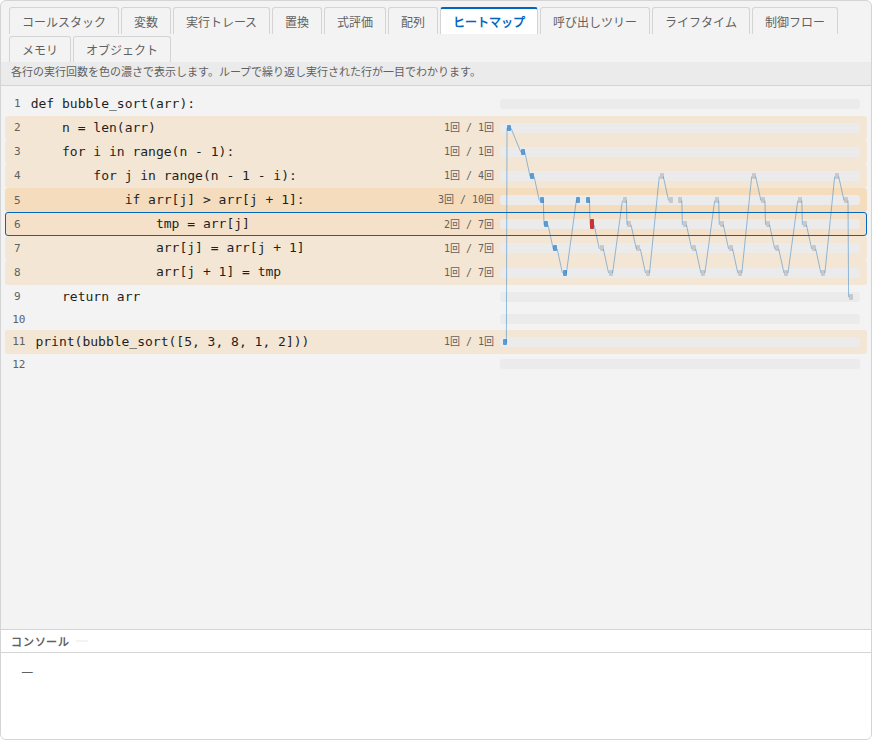 コールスタック 変数 実行トレース 置換 式評価 配列 ヒートマップ 呼び出しツリー ライフタイム 制御フロー
メモリ オブジェクト
各行の実行回数を色の濃さで表示します。ループで繰り返し実行された行が一目でわかります。
1 def bubble_sort(arr):
2     n = len(arr) 1回 / 1回
3     for i in range(n - 1): 1回 / 1回
4         for j in range(n - 1 - i): 1回 / 4回
5             if arr[j] > arr[j + 1]: 3回 / 10回
6                 tmp = arr[j] 2回 / 7回
7                 arr[j] = arr[j + 1] 1回 / 7回
8                 arr[j + 1] = tmp 1回 / 7回
9     return arr
10
11 print(bubble_sort([5, 3, 8, 1, 2])) 1回 / 1回
12
コンソール
—